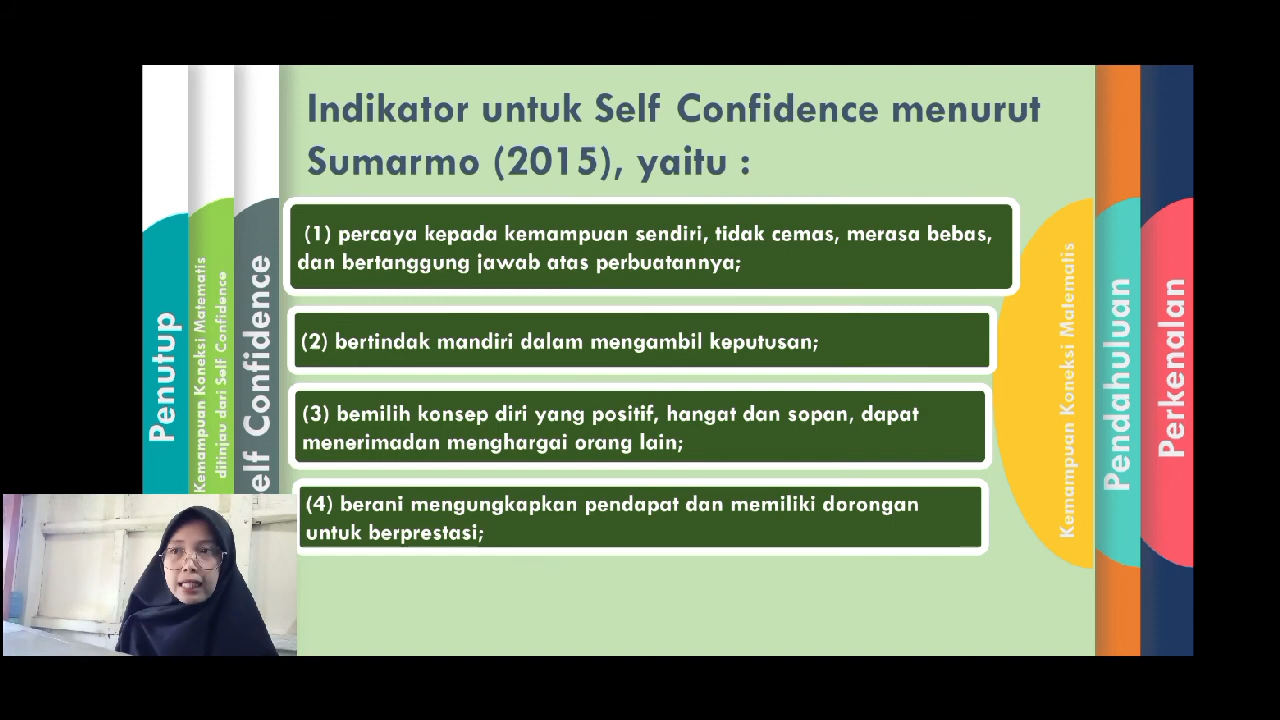 Indikator untuk Self Confidence menurut
Sumarmo (2015), yaitu :
(1) percaya kepada kemampuan sendiri, tidak cemas, merasa bebas,
dan bertanggung jawab atas perbuatannya;
(2) bertindak mandiri dalam mengambil keputusan;
(3) bemilih konsep diri yang positif, hangat dan sopan, dapat
menerimadan menghargai orang lain;
(4) berani mengungkapkan pendapat dan memiliki dorongan
untuk berprestasi;
Penutup
Kemampuan Koneksi Matematis
ditinjau dari Self Confidence
elf Confidence
Kemampuan Koneksi Matematis
Pendahuluan
Perkenalan